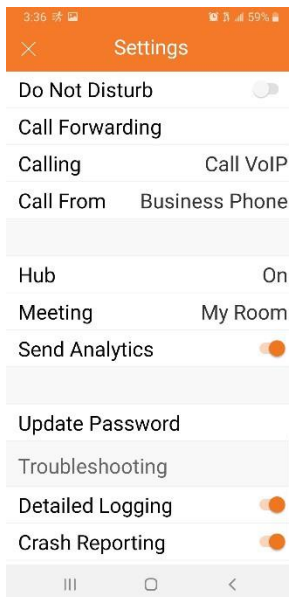 3:36 59%
Settings
Do Not Disturb
Call Forwarding
Calling Call VoIP
Call From Business Phone
Hub On
Meeting My Room
Send Analytics
Update Password
Troubleshooting
Detailed Logging
Crash Reporting